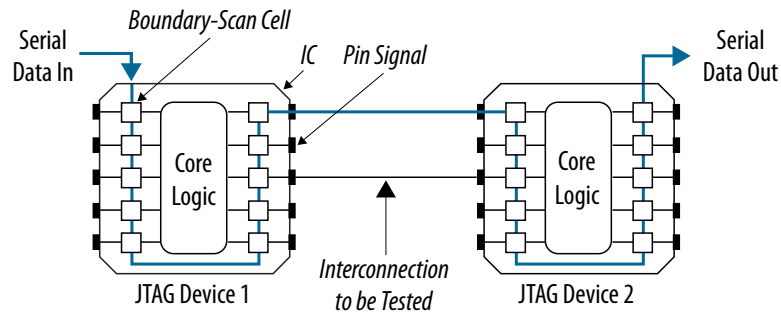 Boundary-Scan Cell
Serial
Data In
IC
Pin Signal
Serial
Data Out
Core
Logic
Core
Logic
Interconnection
to be Tested
JTAG Device 1
JTAG Device 2